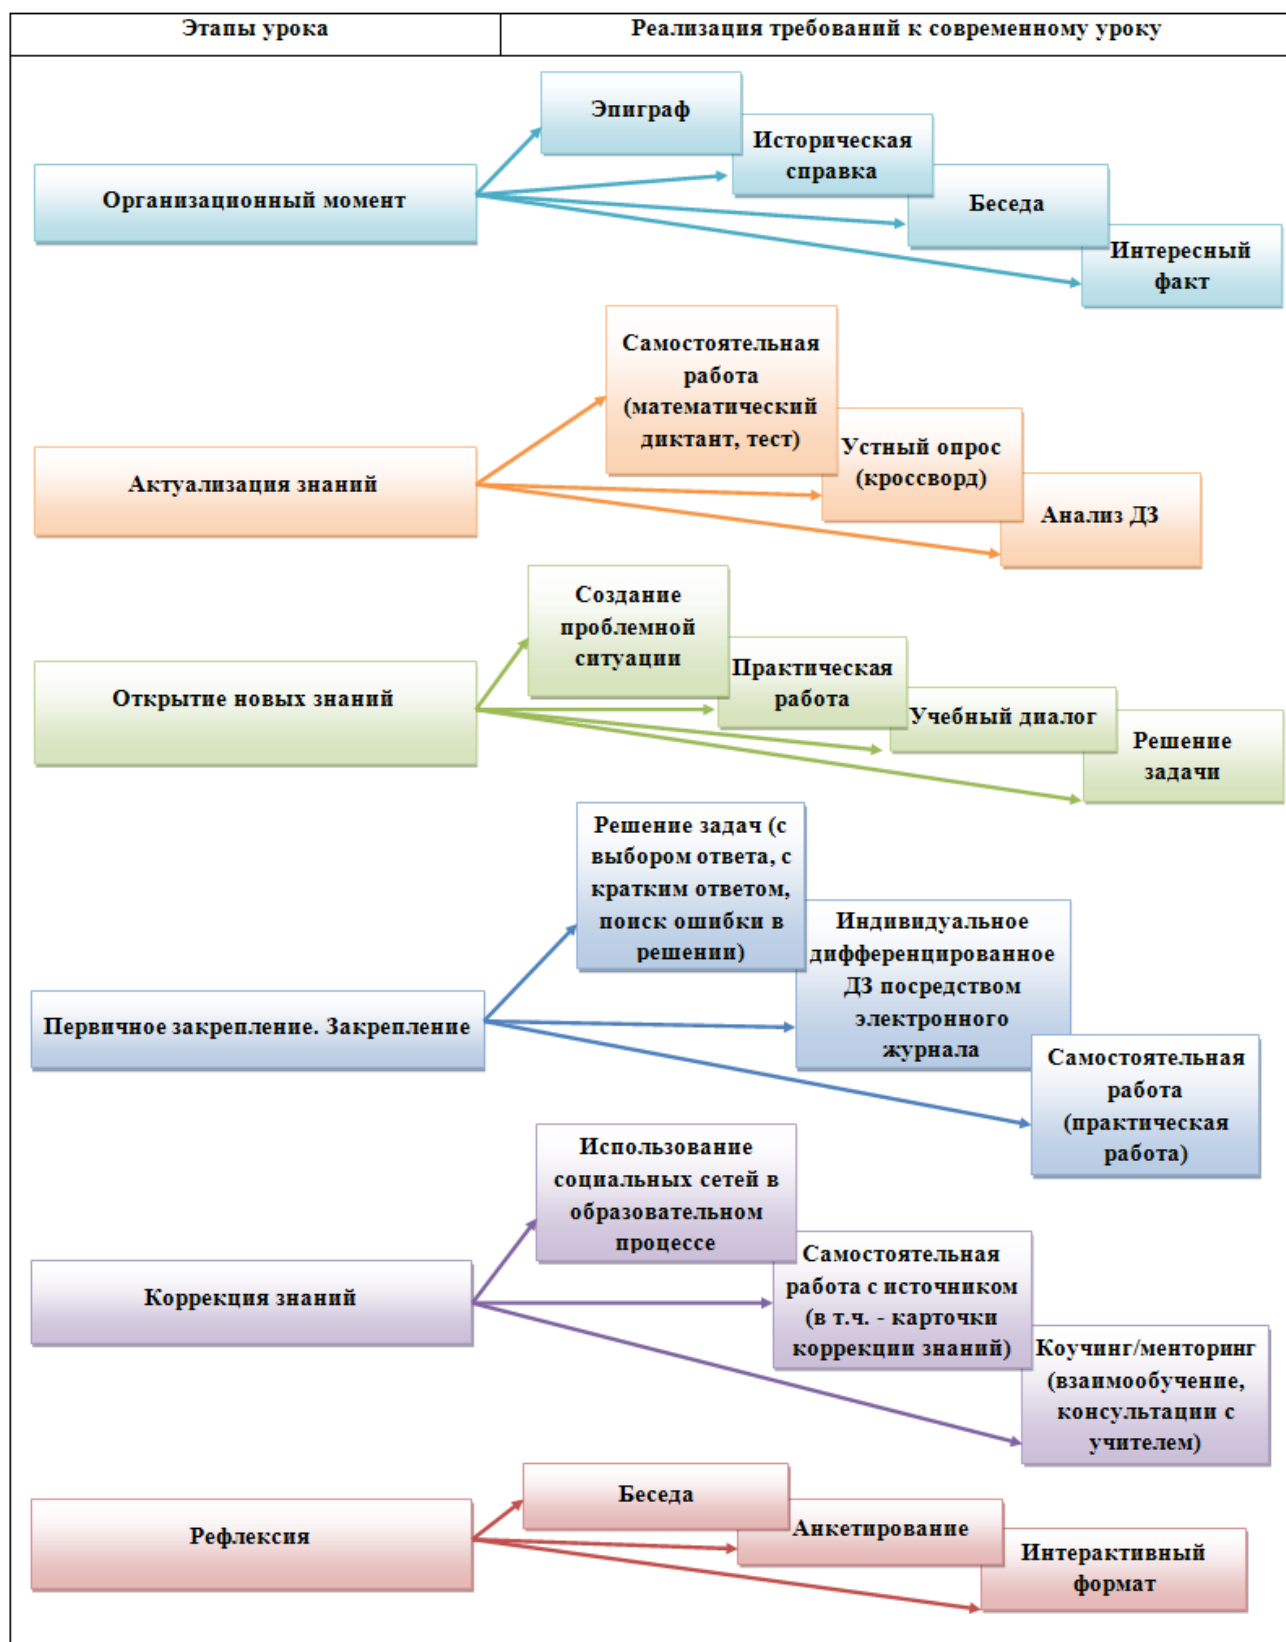 Этапы урока
Реализация требований к современному уроку
Организационный момент
Эпиграф
Историческая
справка
Беседа
Интересный
факт
Актуализация знаний
Самостоятельная
работа
(математический
диктант, тест)
Устный опрос
(кроссворд)
Анализ ДЗ
Открытие новых знаний
Создание
проблемной
ситуации
Практическая
работа
Учебный диалог
Решение
задачи
Первичное закрепление. Закрепление
Решение задач (с
выбором ответа, с
кратким ответом,
поиск ошибки в
решении)
Индивидуальное
дифференцированное
ДЗ посредством
электронного
журнала
Самостоятельная
работа
(практическая
работа)
Коррекция знаний
Использование
социальных сетей в
образовательном
процессе
Самостоятельная
работа с источником
(в т.ч. - карточки
коррекции знаний)
Коучинг/менторинг
(взаимообучение,
консультации с
учителем)
Рефлексия
Беседа
Анкетирование
Интерактивный
формат